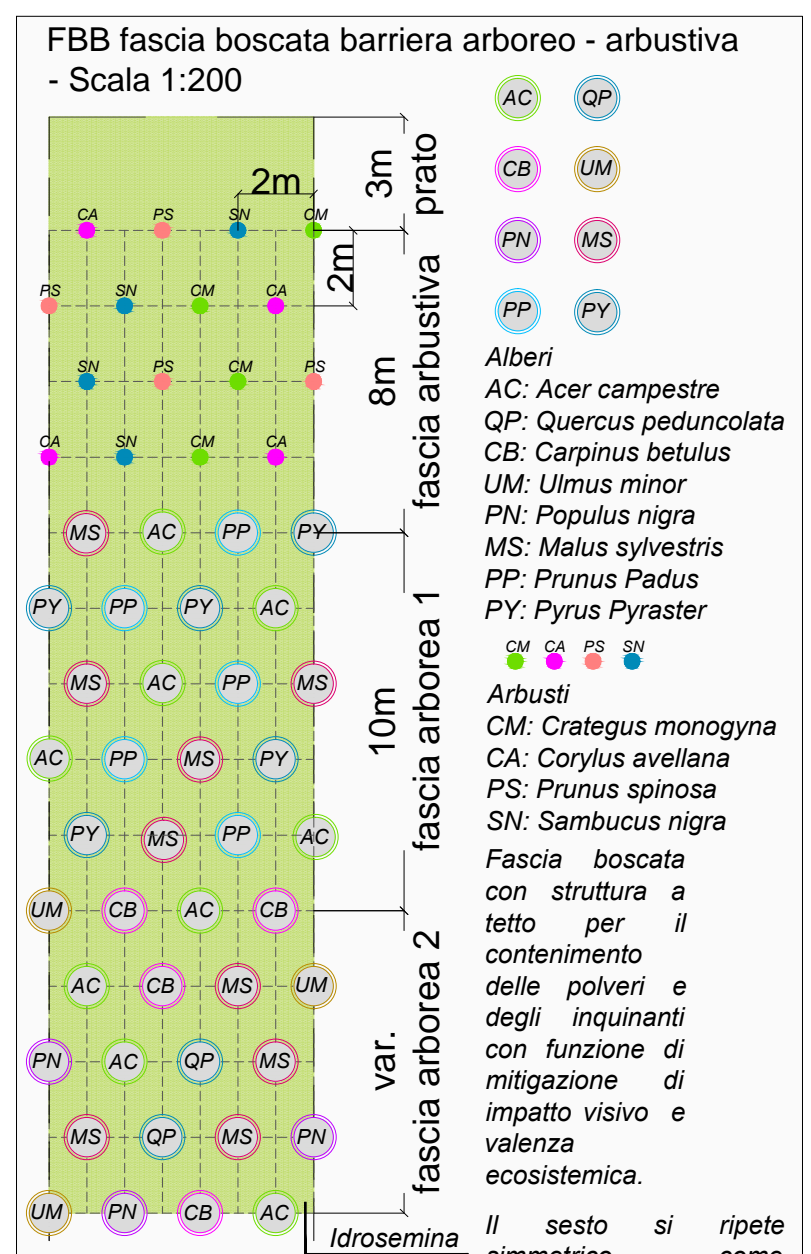 FBB fascia boscata barriera arboreo - arbustiva
- Scala 1:200
AC QP
CB UM
PN MS
PP PY
3m
prato
2m
CA PS SN CM
2m
PS SN CM CA
8m
fascia arbustiva
SN PS CM PS
CA SN CM CA
MS AC PP PY
PY PP PY AC
10m
fascia arborea 1
MS AC PP MS
AC PP MS PY
PY MS PP AC
UM CB AC CB
var.
fascia arborea 2
AC CB MS UM
PN AC QP MS
MS QP MS PN
UM PN CB AC
Idrosemina
Alberi
AC: Acer campestre
QP: Quercus peduncolata
CB: Carpinus betulus
UM: Ulmus minor
PN: Populus nigra
MS: Malus sylvestris
PP: Prunus Padus
PY: Pyrus Pyraster
CM CA PS SN
Arbusti
CM: Crategus monogyna
CA: Corylus avellana
PS: Prunus spinosa
SN: Sambucus nigra
Fascia boscata
con struttura a
tetto per il
contenimento
delle polveri e
degli inquinanti
con funzione di
mitigazione di
impatto visivo e
valenza
ecosistemica.
Il sesto si ripete